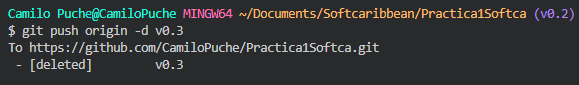 Camilo Puche@CamiloPuche MINGW64 ~/Documents/Softcaribbean/Practica1Softca (v0.2)
$ git push origin -d v0.3
To https://github.com/CamiloPuche/Practica1Softca.git
 - [deleted]         v0.3